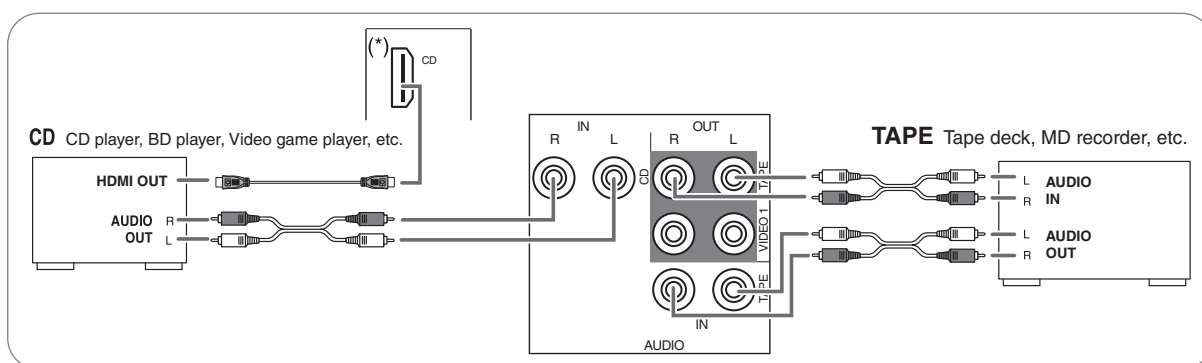 (*)
CD
CD CD player, BD player, Video game player, etc.
HDMI OUT
AUDIO OUT
R
L
IN
R
L
CD
OUT
R
L
TAPE
VIDEO 1
TAPE
IN
AUDIO
TAPE Tape deck, MD recorder, etc.
L
R
AUDIO
IN
L
R
AUDIO
OUT